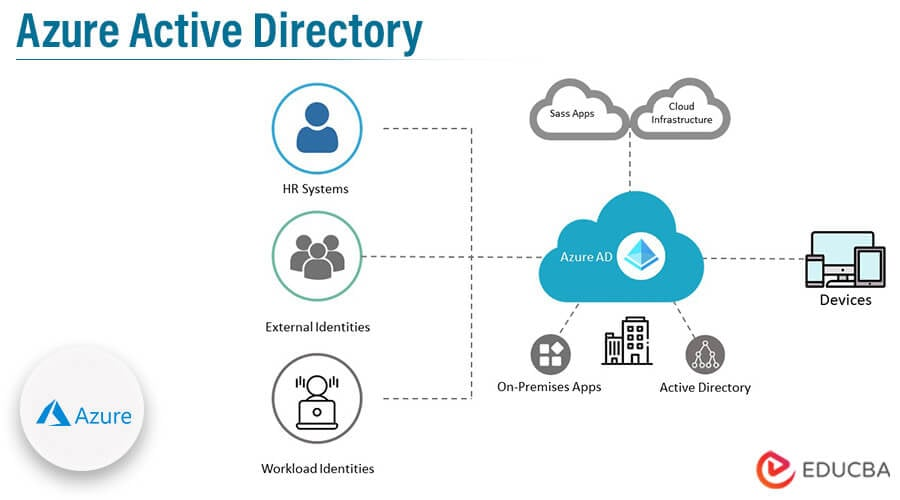 Azure Active Directory
Sass Apps
Cloud
Infrastructure
HR Systems
Azure AD
External Identities
Devices
On-Premises Apps
Active Directory
Azure
Workload Identities
EDUCBA